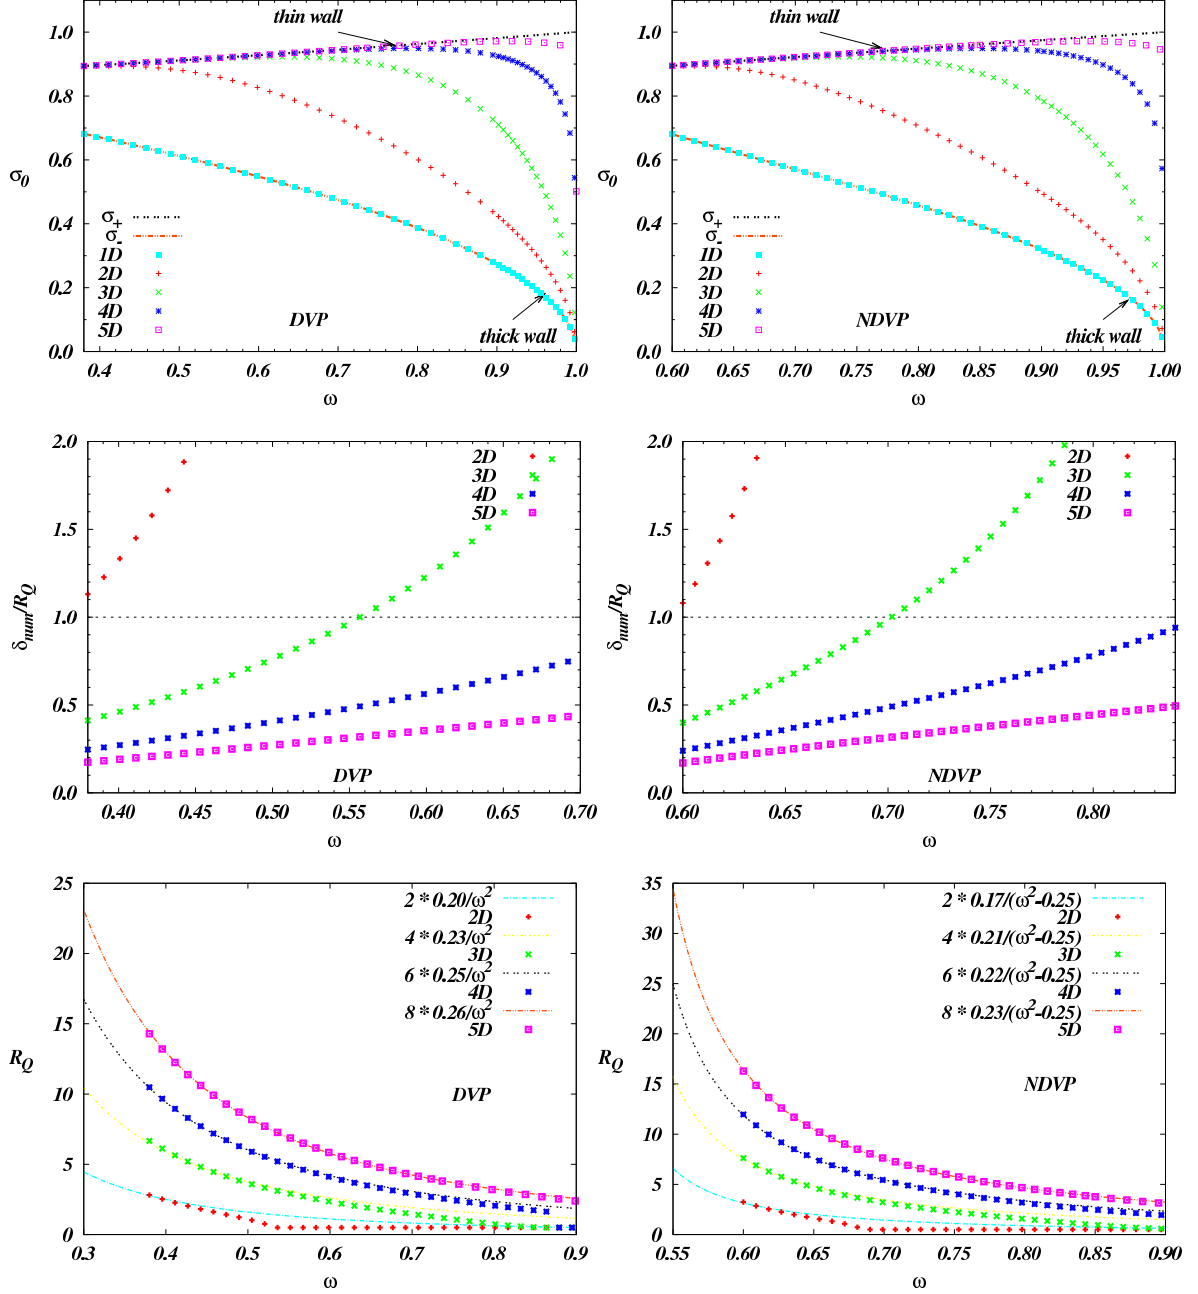 thin wall
1.0
0.8
0.6
σ0
0.4
0.2
0.0
σ+
σ-
1D
2D
3D
4D
5D
DVP
thick wall
0.4 0.5 0.6 0.7 0.8 0.9 1.0
ω
thin wall
1.0
0.8
0.6
σ0
0.4
0.2
0.0
σ+
σ-
1D
2D
3D
4D
5D
NDVP
thick wall
0.60 0.65 0.70 0.75 0.80 0.85 0.90 0.95 1.00
ω
2.0
1.5
1.0
0.5
0.0
δnum/RQ
2D
3D
4D
5D
DVP
0.40 0.45 0.50 0.55 0.60 0.65 0.70
ω
2.0
1.5
1.0
0.5
0.0
δnum/RQ
2D
3D
4D
5D
NDVP
0.60 0.65 0.70 0.75 0.80
ω
25
20
15
10
5
0
RQ
2 * 0.20/ω2
2D
4 * 0.23/ω2
3D
6 * 0.25/ω2
4D
8 * 0.26/ω2
5D
DVP
0.3 0.4 0.5 0.6 0.7 0.8 0.9
ω
35
30
25
20
15
10
5
0
RQ
2 * 0.17/(ω2-0.25)
2D
4 * 0.21/(ω2-0.25)
3D
6 * 0.22/(ω2-0.25)
4D
8 * 0.23/(ω2-0.25)
5D
NDVP
0.55 0.60 0.65 0.70 0.75 0.80 0.85 0.90
ω